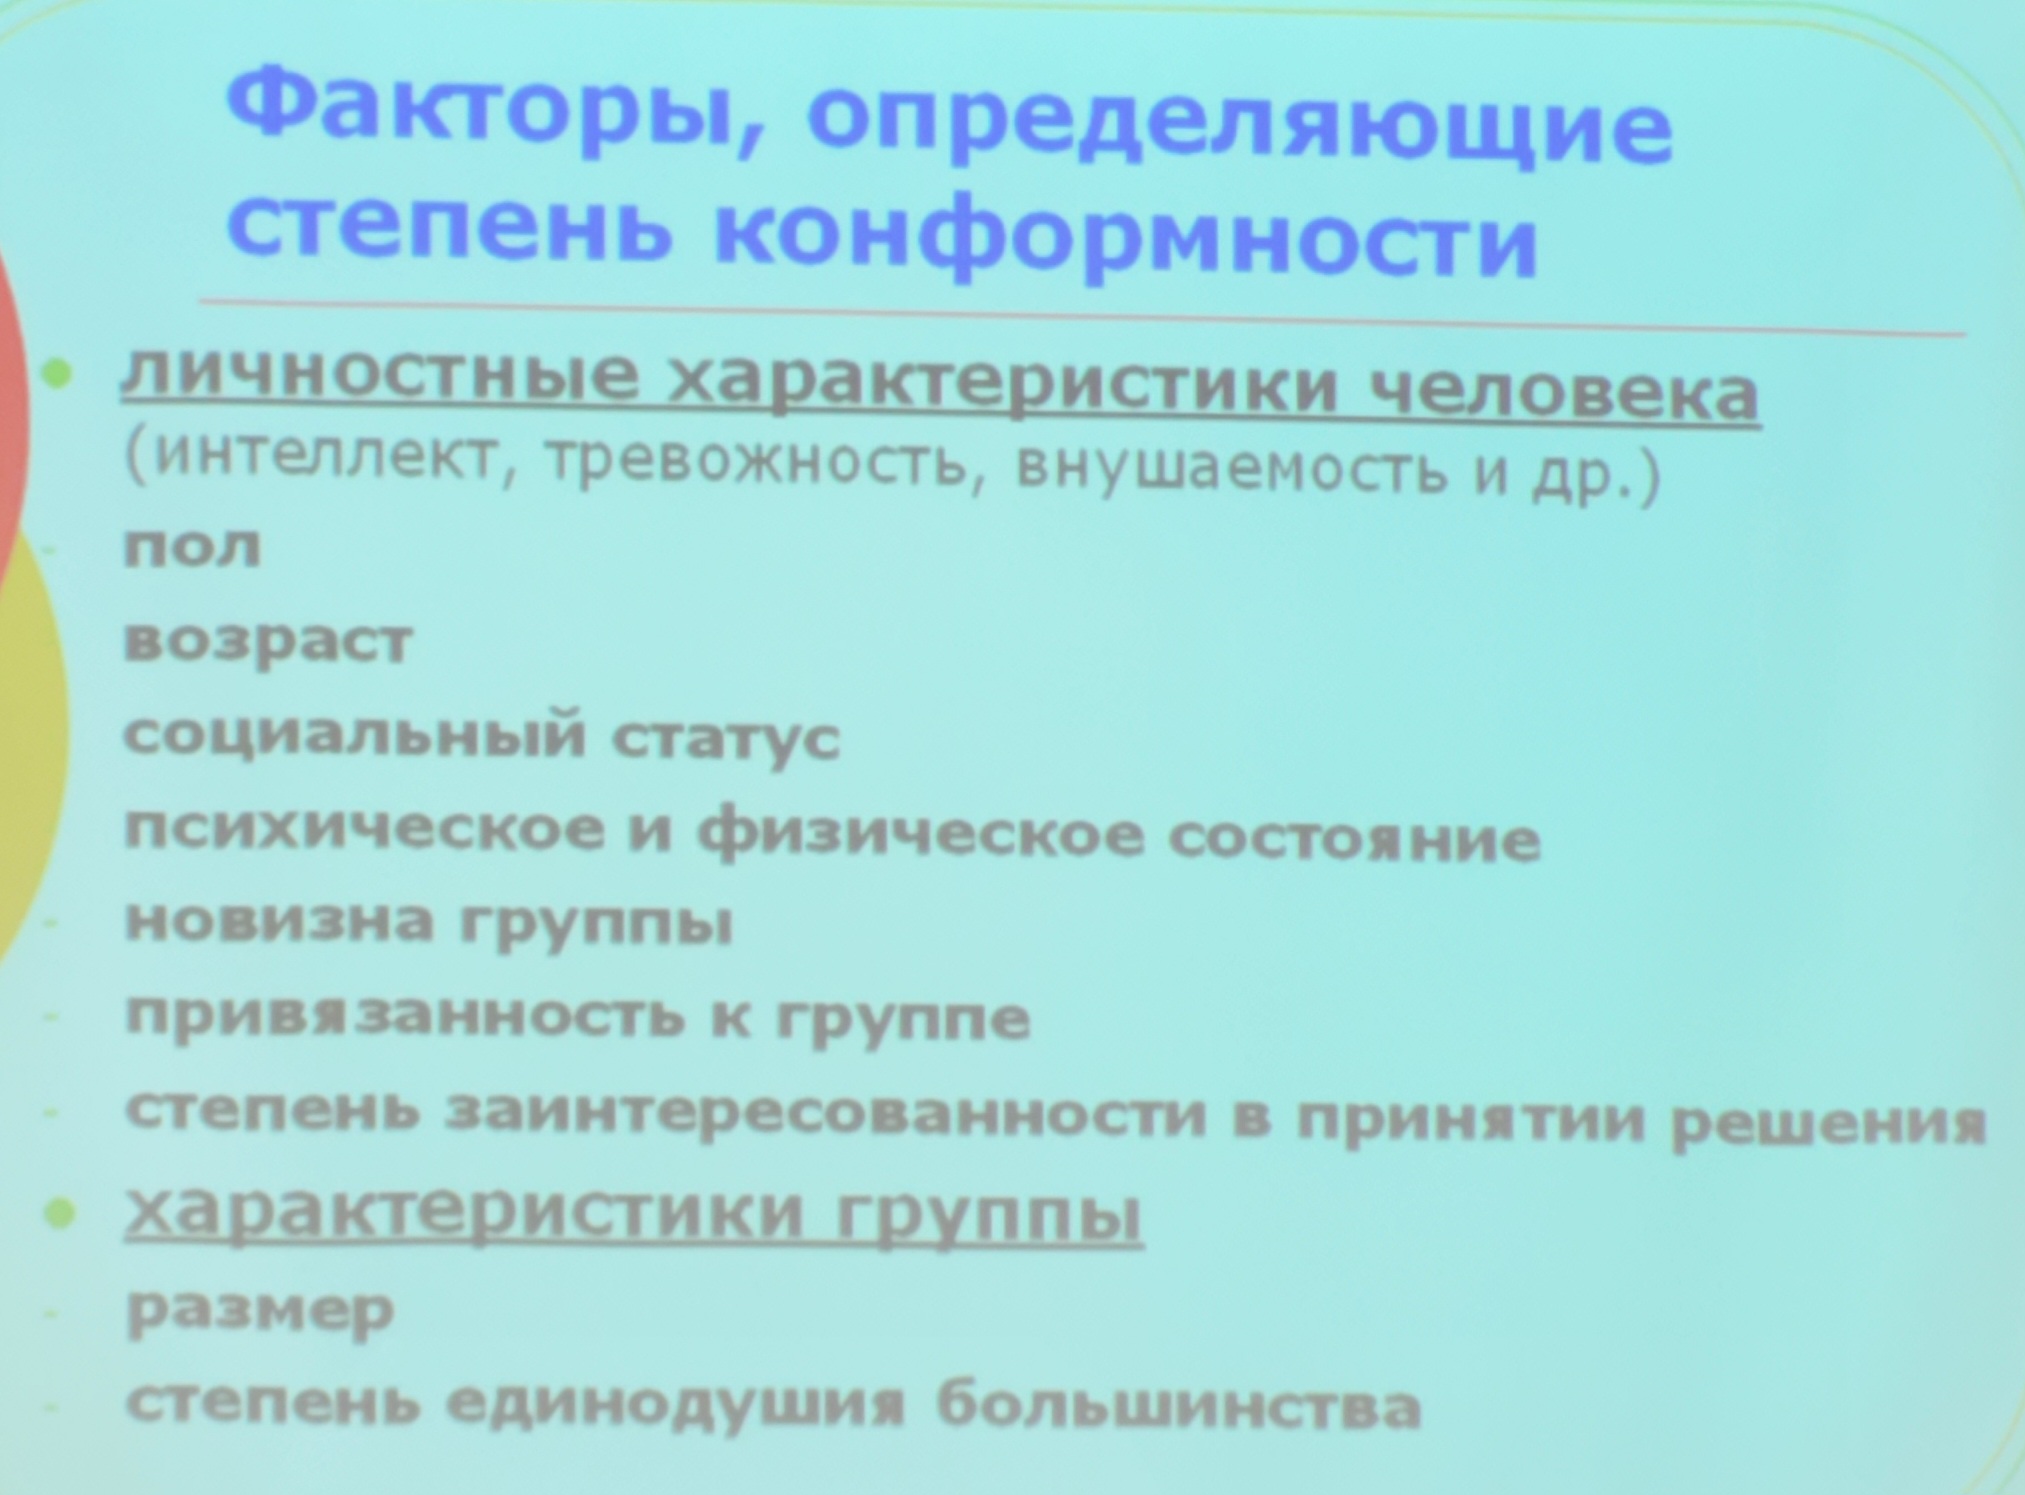 Факторы, определяющие
степень конформности
• личностные характеристики человека
(интеллект, тревожность, внушаемость и др.)
- пол
возраст
социальный статус
психическое и физическое состояние
- новизна группы
- привязанность к группе
- степень заинтересованности в принятии решения
• характеристики группы
- размер
- степень единодушия большинства